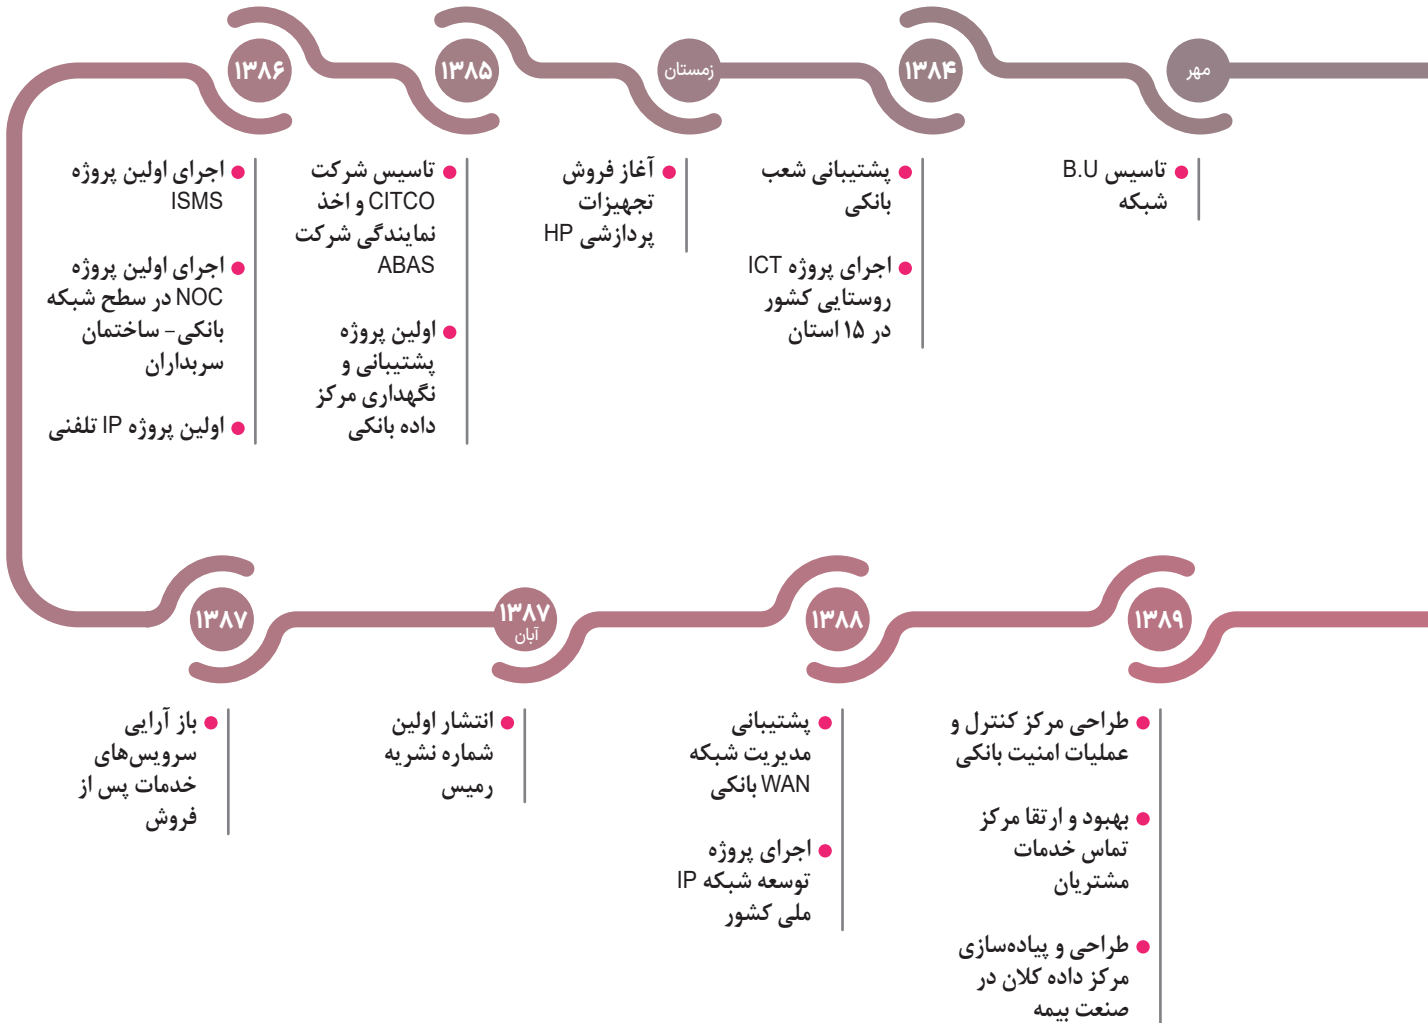 مهر
تاسیس B.U
شبکه
۱۳۸۴
پشتیبانی شعب
بانکی
اجرای پروژه ICT
روستایی کشور
در ۱۵ استان
زمستان
آغاز فروش
تجهیزات
پردازشی HP
۱۳۸۵
تاسیس شرکت
CITCO و اخذ
نمایندگی شرکت
ABAS
اولین پروژه
پشتیبانی و
نگهداری مرکز
داده بانکی
۱۳۸۶
اجرای اولین پروژه
ISMS
اجرای اولین پروژه
NOC در سطح شبکه
بانکی- ساختمان
سربداران
اولین پروژه IP تلفنی
۱۳۸۷
باز آرایی
سرویس‌های
خدمات پس از
فروش
۱۳۸۷
آبان
انتشار اولین
شماره نشریه
رمیس
۱۳۸۸
پشتیبانی
مدیریت شبکه
WAN بانکی
اجرای پروژه
توسعه شبکه IP
ملی کشور
۱۳۸۹
طراحی مرکز کنترل و
عملیات امنیت بانکی
بهبود و ارتقا مرکز
تماس خدمات
مشتریان
طراحی و پیاده‌سازی
مرکز داده کلان در
صنعت بیمه